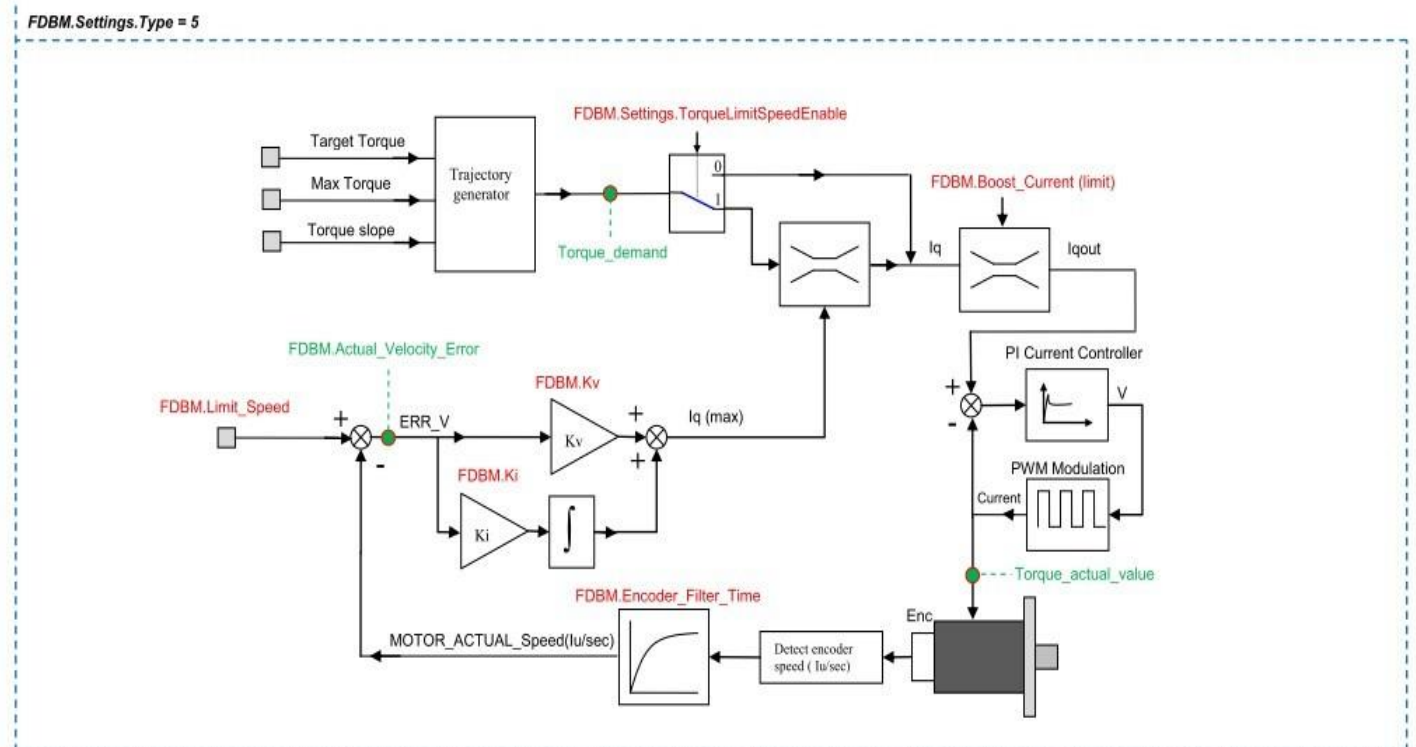 FDBM.Settings.Type = 5
FDBM.Settings.TorqueLimitSpeedEnable
Target Torque
Max Torque
Torque slope
Trajectory
generator
0
1
Torque_demand
FDBM.Boost_Current (limit)
Iq
Iqout
FDBM.Actual_Velocity_Error
FDBM.Limit_Speed
+
-
ERR_V
FDBM.Kv
Kv
+
+
Iq (max)
FDBM.Ki
Ki
∫
PI Current Controller
+
-
V
PWM Modulation
Current
Torque_actual_value
FDBM.Encoder_Filter_Time
MOTOR_ACTUAL_Speed(Iu/sec)
Detect encoder
speed ( Iu/sec)
Enc